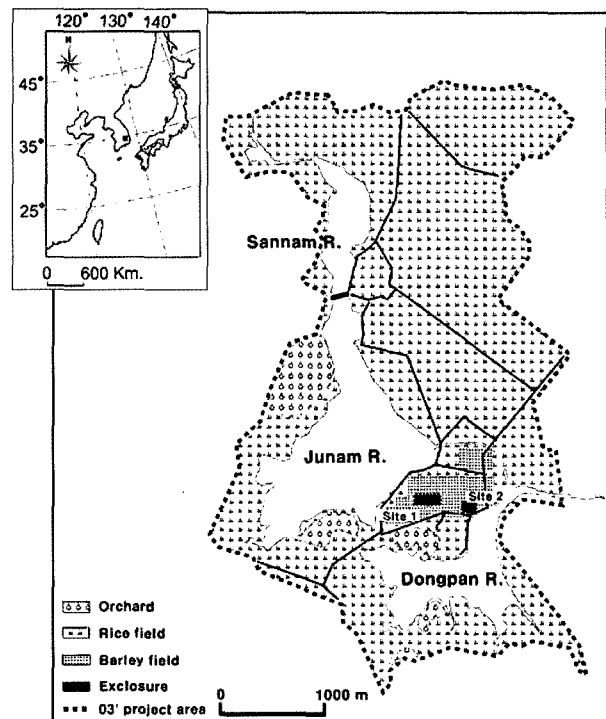 120° 130° 140°
N
45°
35°
25°
0 600 Km.
Sannam R.
Junam R.
Site 1
Site 2
Dongpan R.
Orchard
Rice field
Barley field
Exclosure
03' project area
0 1000 m